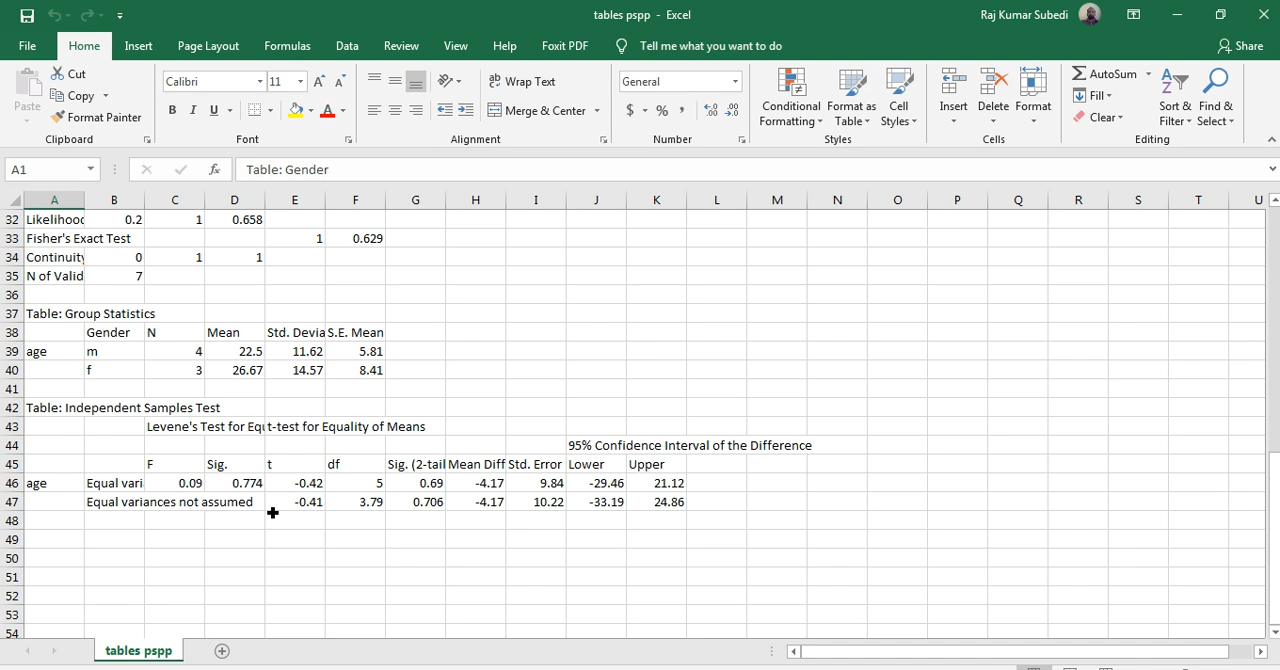 tables pspp - Excel
Raj Kumar Subedi
File Home Insert Page Layout Formulas Data Review View Help Foxit PDF Tell me what you want to do Share
Paste
Cut
Copy
Format Painter
Clipboard
Calibri 11
B I U
Font
Wrap Text
Merge & Center
Alignment
General
$ %
Number
Conditional Formatting
Format as Table
Cell Styles
Styles
Insert Delete Format
Cells
AutoSum
Fill
Clear
Sort & Filter
Find & Select
Editing
A1 fx Table: Gender
A B C D E F G H I J K L M N O P Q R S T U
32 Likelihood 0.2 1 0.658
33 Fisher's Exact Test 1 0.629
34 Continuity 0 1 1
35 N of Valid 7
36
37 Table: Group Statistics
38 Gender N Mean Std. Devia S.E. Mean
39 age m 4 22.5 11.62 5.81
40 f 3 26.67 14.57 8.41
41
42 Table: Independent Samples Test
43 Levene's Test for Equ t-test for Equality of Means
44 95% Confidence Interval of the Difference
45 F Sig. t df Sig. (2-tail Mean Diff Std. Error Lower Upper
46 age Equal vari 0.09 0.774 -0.42 5 0.69 -4.17 9.84 -29.46 21.12
47 Equal variances not assumed -0.41 3.79 0.706 -4.17 10.22 -33.19 24.86
48
49
50
51
52
53
54
tables pspp